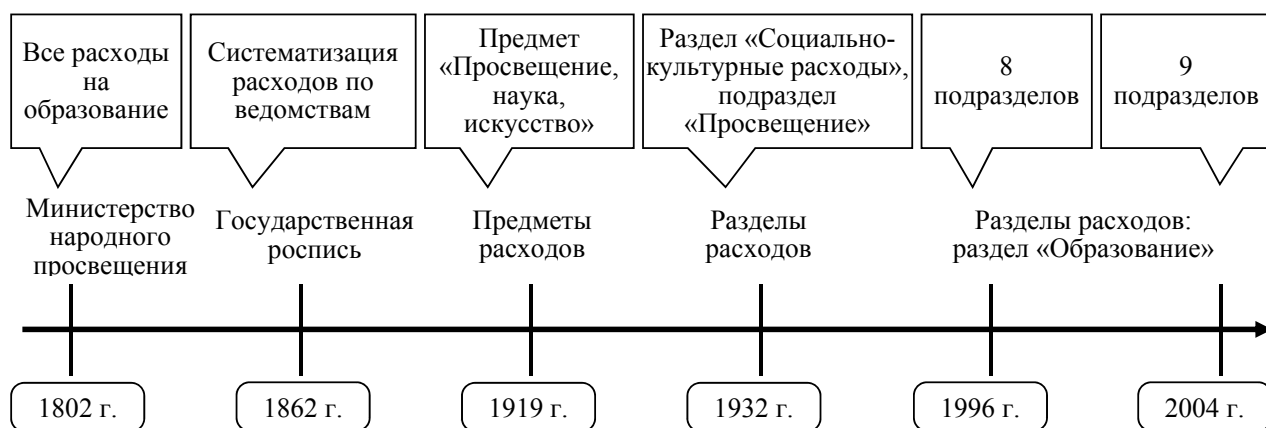 Все расходы
на
образование
Систематизация
расходов по
ведомствам
Предмет
«Просвещение,
наука,
искусство»
Раздел «Социально-
культурные расходы»,
подраздел
«Просвещение»
8
подразделов
9
подразделов
Министерство
народного
просвещения
Государственная
роспись
Предметы
расходов
Разделы
расходов
Разделы расходов:
раздел «Образование»
1802 г.
1862 г.
1919 г.
1932 г.
1996 г.
2004 г.